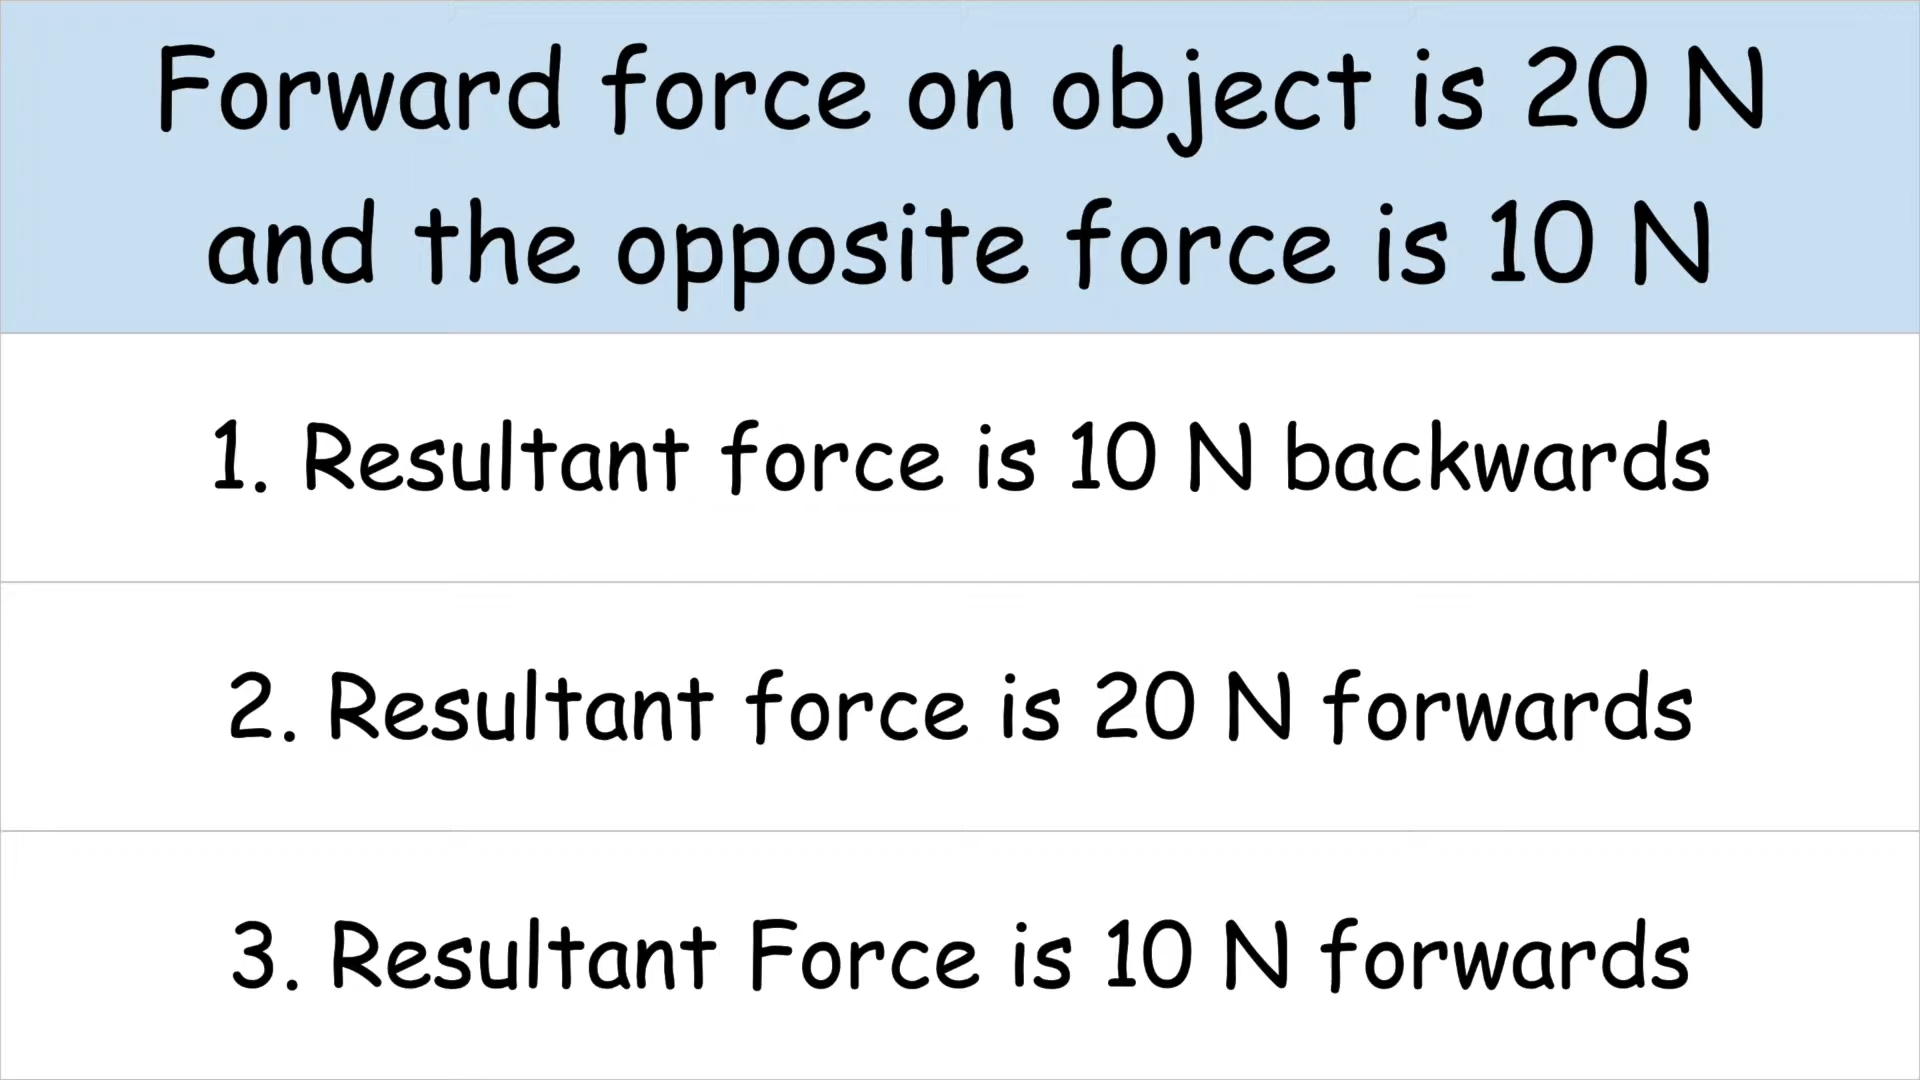 Forward force on object is 20 N
and the opposite force is 10 N
1. Resultant force is 10 N backwards
2. Resultant force is 20 N forwards
3. Resultant Force is 10 N forwards